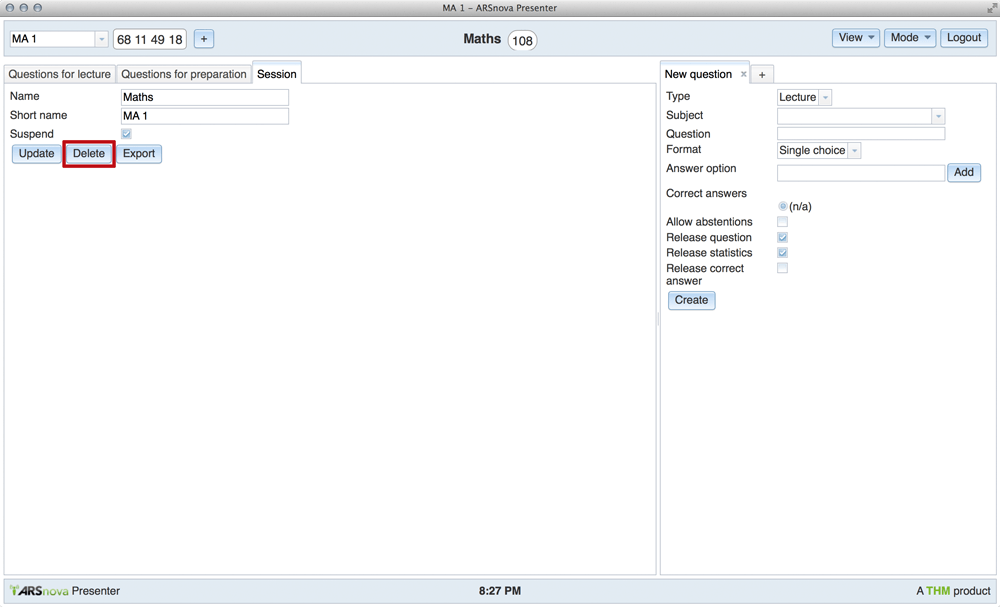 MA 1 – ARSnova Presenter
MA 1 68 11 49 18 + Maths 108 View Mode Logout
Questions for lecture Questions for preparation Session
Name Maths
Short name MA 1
Suspend
Update Delete Export
New question × +
Type Lecture
Subject
Question
Format Single choice
Answer option Add
Correct answers
(n/a)
Allow abstentions
Release question
Release statistics
Release correct
answer
Create
ARSnova Presenter 8:27 PM A THM product